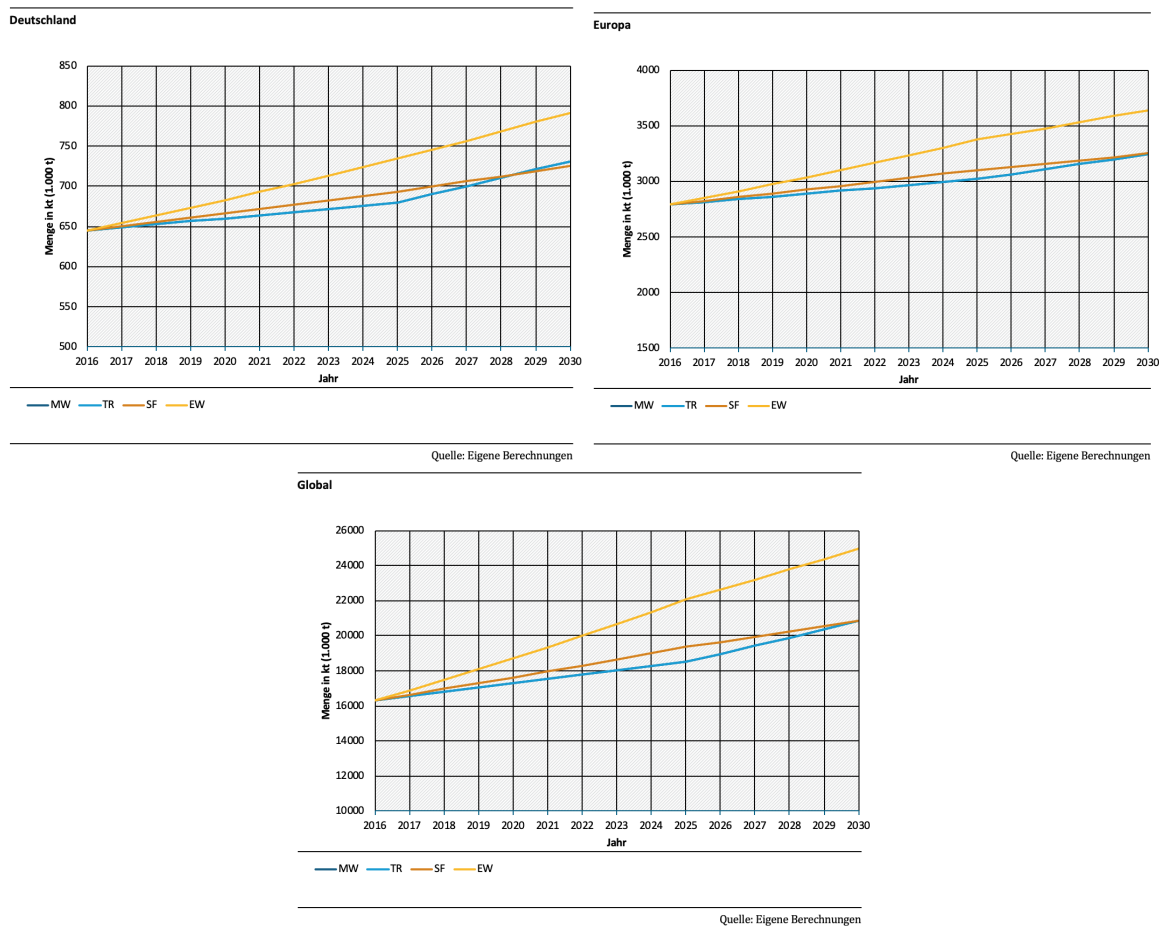 Deutschland
Menge in kt (1.000 t)
850
800
750
700
650
600
550
500
2016 2017 2018 2019 2020 2021 2022 2023 2024 2025 2026 2027 2028 2029 2030
Jahr
MW TR SF EW
Quelle: Eigene Berechnungen
Europa
Menge in kt (1.000 t)
4000
3500
3000
2500
2000
1500
2016 2017 2018 2019 2020 2021 2022 2023 2024 2025 2026 2027 2028 2029 2030
Jahr
MW TR SF EW
Quelle: Eigene Berechnungen
Global
Menge in kt (1.000 t)
26000
24000
22000
20000
18000
16000
14000
12000
10000
2016 2017 2018 2019 2020 2021 2022 2023 2024 2025 2026 2027 2028 2029 2030
Jahr
MW TR SF EW
Quelle: Eigene Berechnungen